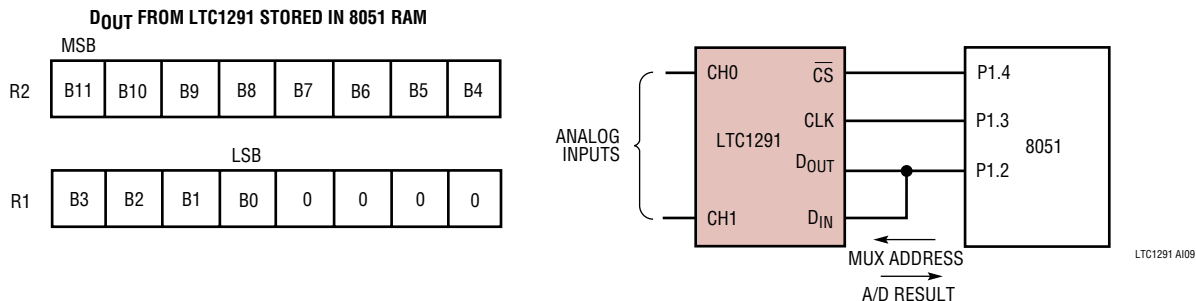 DOUT FROM LTC1291 STORED IN 8051 RAM
MSB
R2 B11 B10 B9 B8 B7 B6 B5 B4
LSB
R1 B3 B2 B1 B0 0 0 0 0
ANALOG
INPUTS
CH0
CH1
LTC1291
CS
CLK
DOUT
DIN
P1.4
P1.3
P1.2
8051
MUX ADDRESS
A/D RESULT
LTC1291 AI09